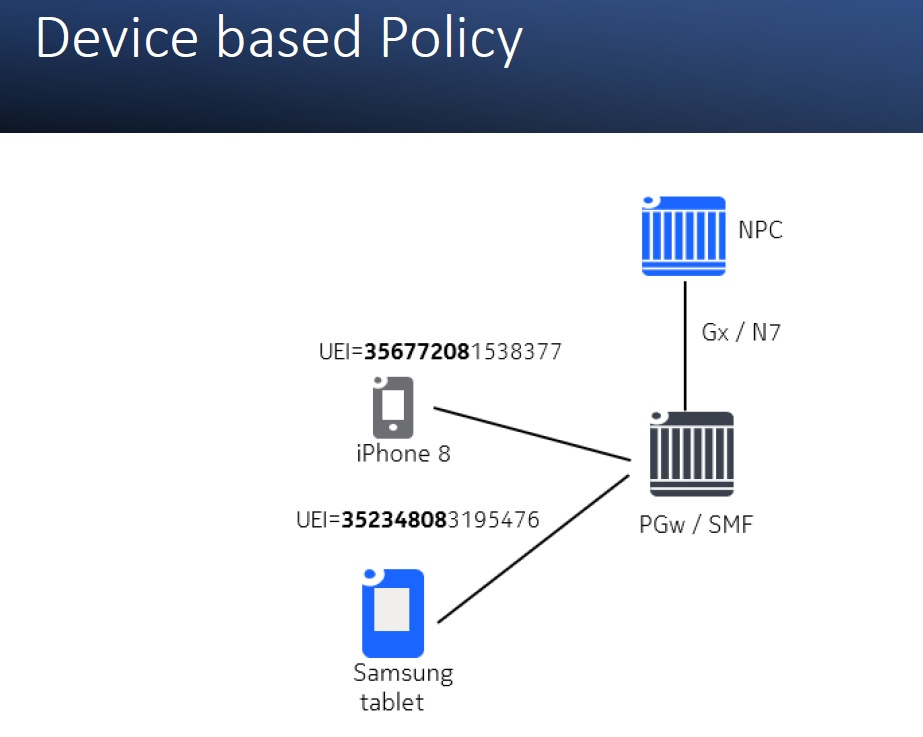 Device based Policy
NPC
Gx / N7
UEI=356772081538377
iPhone 8
UEI=352348083195476
PGw / SMF
Samsung
tablet